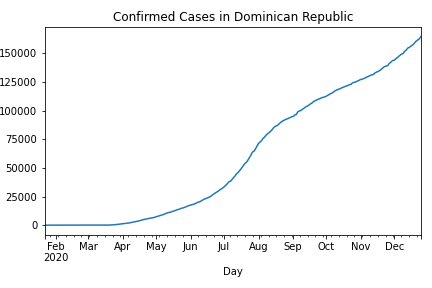 Confirmed Cases in Dominican Republic
150000
125000
100000
75000
50000
25000
0
Feb Mar Apr May Jun Jul Aug Sep Oct Nov Dec
2020
Day